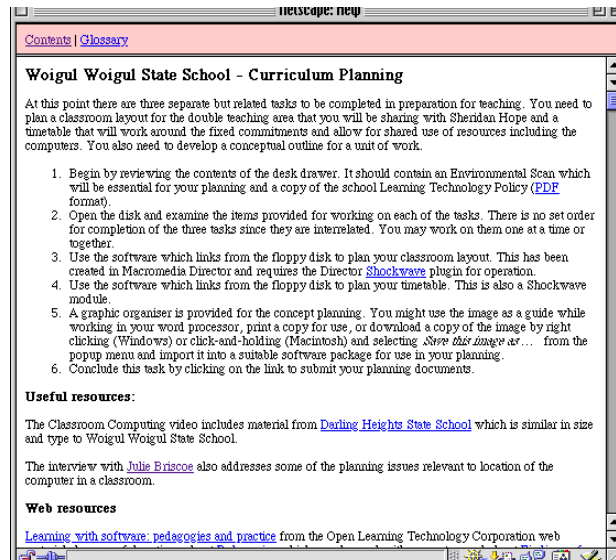 Netscape: Help
Contents | Glossary
Woigul Woigul State School - Curriculum Planning
At this point there are three separate but related tasks to be completed in preparation for teaching. You need to
plan a classroom layout for the double teaching area that you will be sharing with Sheridan Hope and a
timetable that will work around the fixed commitments and allow for shared use of resources including the
computers. You also need to develop a conceptual outline for a unit of work.
1. Begin by reviewing the contents of the desk drawer. It should contain an Environmental Scan which
will be essential for your planning and a copy of the school Learning Technology Policy (PDF
format).
2. Open the disk and examine the items provided for working on each of the tasks. There is no set order
for completion of the three tasks since they are interrelated. You may work on them one at a time or
together.
3. Use the software which links from the floppy disk to plan your classroom layout. This has been
created in Macromedia Director and requires the Director Shockwave plugin for operation.
4. Use the software which links from the floppy disk to plan your timetable. This is also a Shockwave
module.
5. A graphic organiser is provided for the concept planning. You might use the image as a guide while
working in your word processor, print a copy for use, or download a copy of the image by right
clicking (Windows) or click-and-holding (Macintosh) and selecting Save this image as... from the
popup menu and import it into a suitable software package for use in your planning.
6. Conclude this task by clicking on the link to submit your planning documents.
Useful resources:
The Classroom Computing video includes material from Darling Heights State School which is similar in size
and type to Woigul Woigul State School.
The interview with Julie Briscoe also addresses some of the planning issues relevant to location of the
computer in a classroom.
Web resources
Learning with software: pedagogies and practice from the Open Learning Technology Corporation web